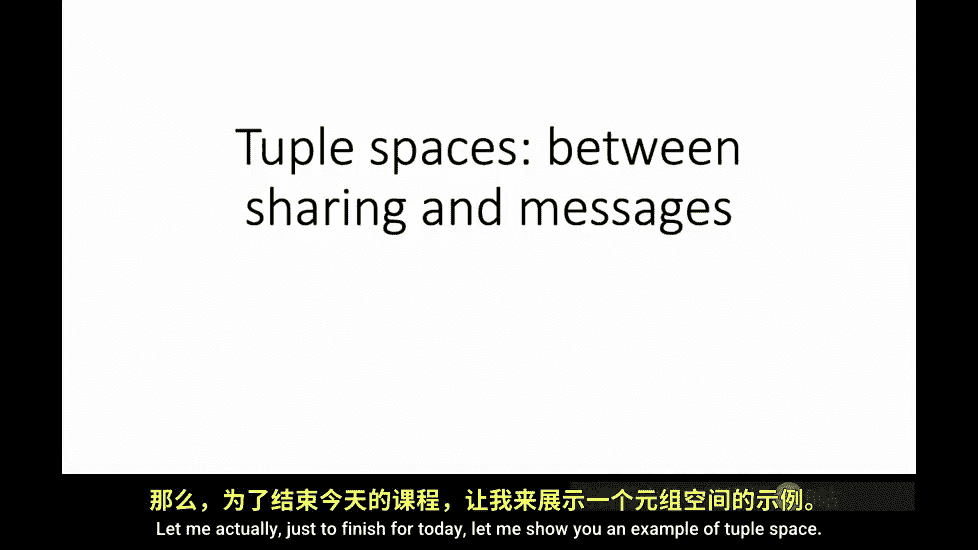 Tuple spaces: between
sharing and messages
那么，为了结束今天的课程，让我来展示一个元组空间的示例。
Let me actually, just to finish for today, let me show you an example of tuple space.